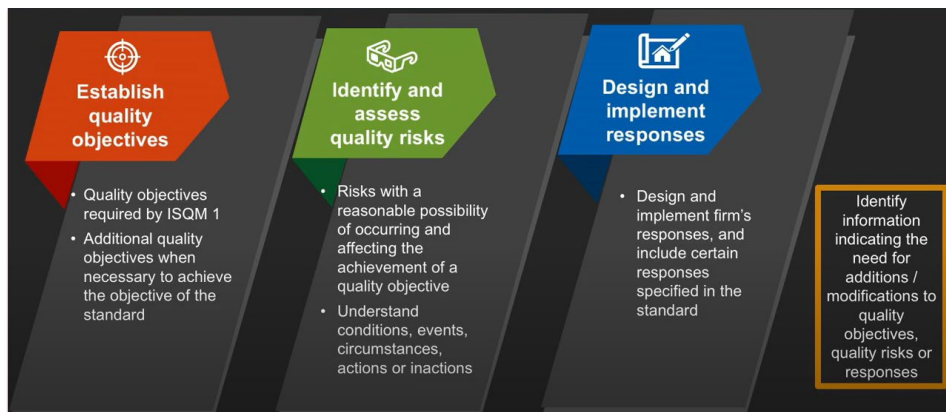 Establish
quality
objectives
• Quality objectives
required by ISQM 1
• Additional quality
objectives when
necessary to achieve
the objective of the
standard
Identify and
assess
quality risks
• Risks with a
reasonable possibility
of occurring and
affecting the
achievement of a
quality objective
• Understand
conditions, events,
circumstances,
actions or inactions
Design and
implement
responses
• Design and
implement firm's
responses, and
include certain
responses
specified in the
standard
Identify
information
indicating the
need for
additions /
modifications to
quality
objectives,
quality risks or
responses